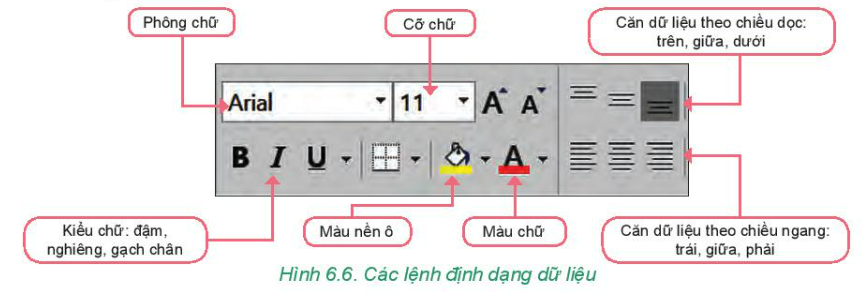 Phông chữ
Cỡ chữ
Căn dữ liệu theo chiều dọc:
trên, giữa, dưới
Arial
11
A
A
B
I
U
A
Kiểu chữ: đậm,
nghiêng, gạch chân
Màu nền ô
Màu chữ
Căn dữ liệu theo chiều ngang:
trái, giữa, phải
Hình 6.6. Các lệnh định dạng dữ liệu